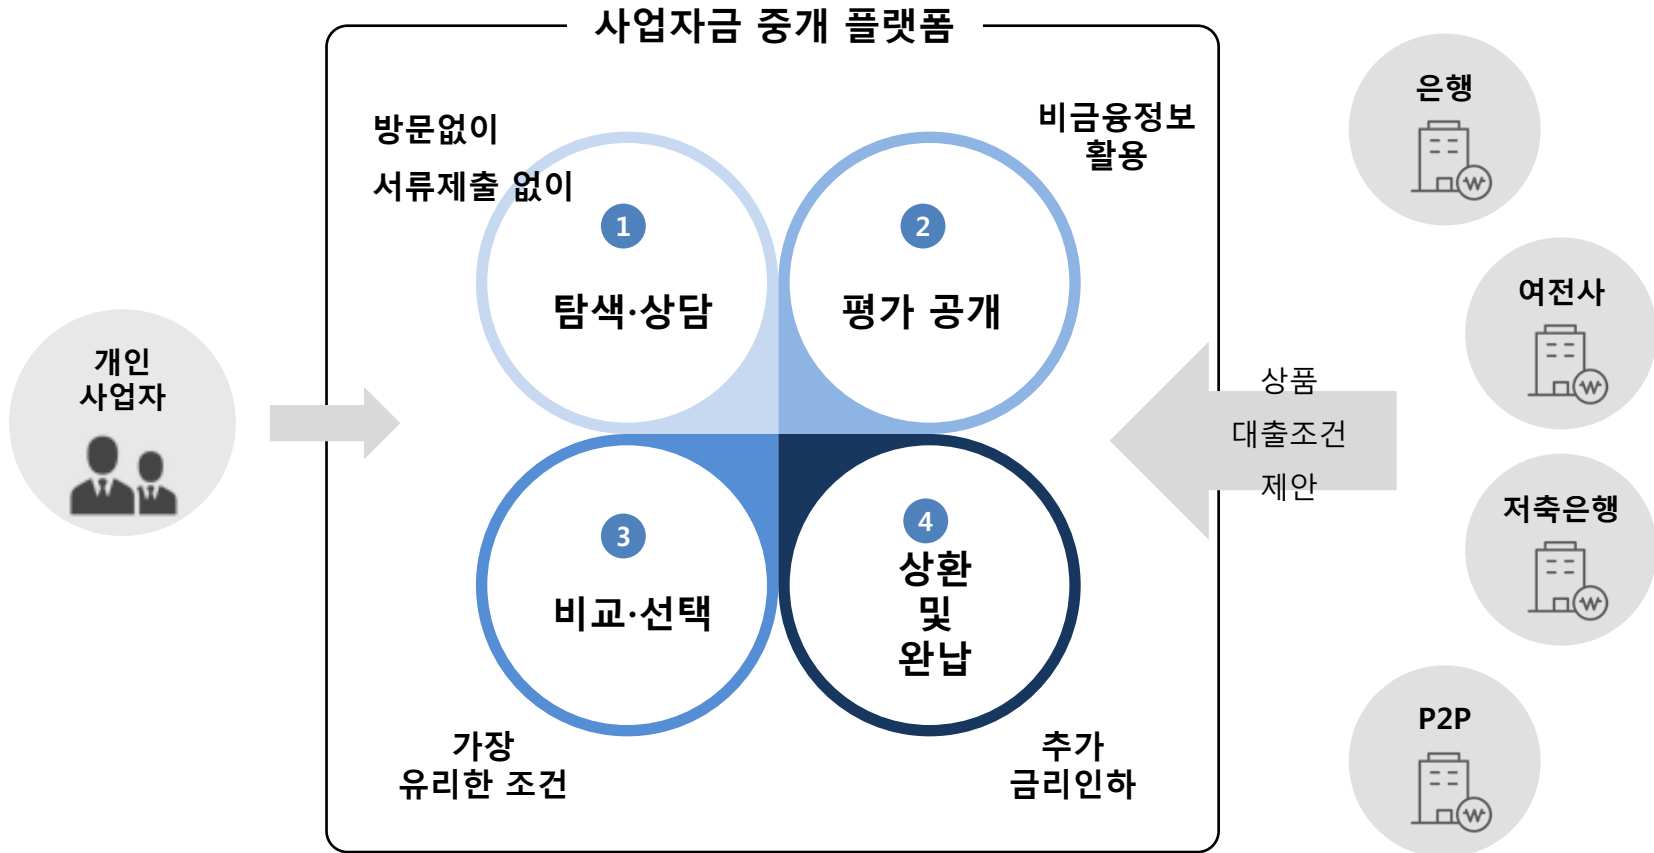 사업자금 중개 플랫폼
방문없이
서류제출 없이
비금융정보
활용
1
탐색·상담
2
평가 공개
3
비교·선택
4
상환
및
완납
가장
유리한 조건
추가
금리인하
개인
사업자
상품
대출조건
제안
은행
여전사
저축은행
P2P